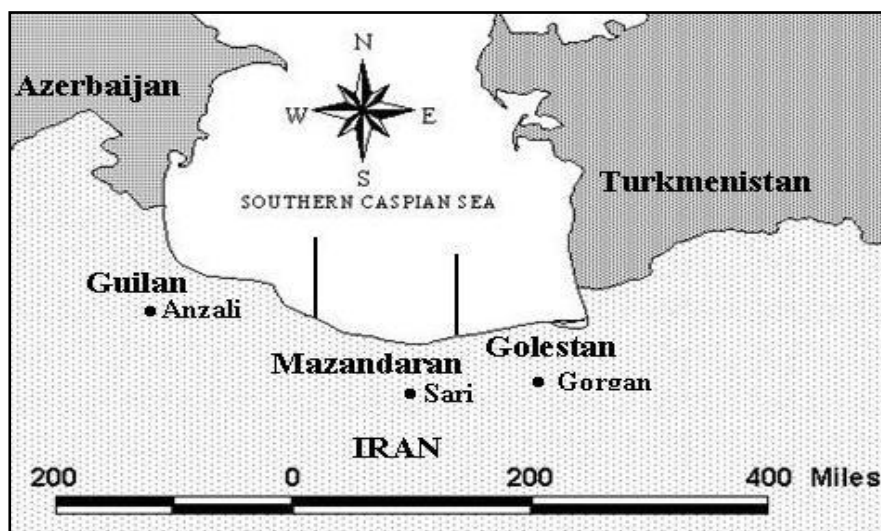 N
Azerbaijan
W E
S
Turkmenistan
SOUTHERN CASPIAN SEA
Guilan
Anzali
Mazandaran
Golestan
Sari
Gorgan
IRAN
200 0 200 400 Miles